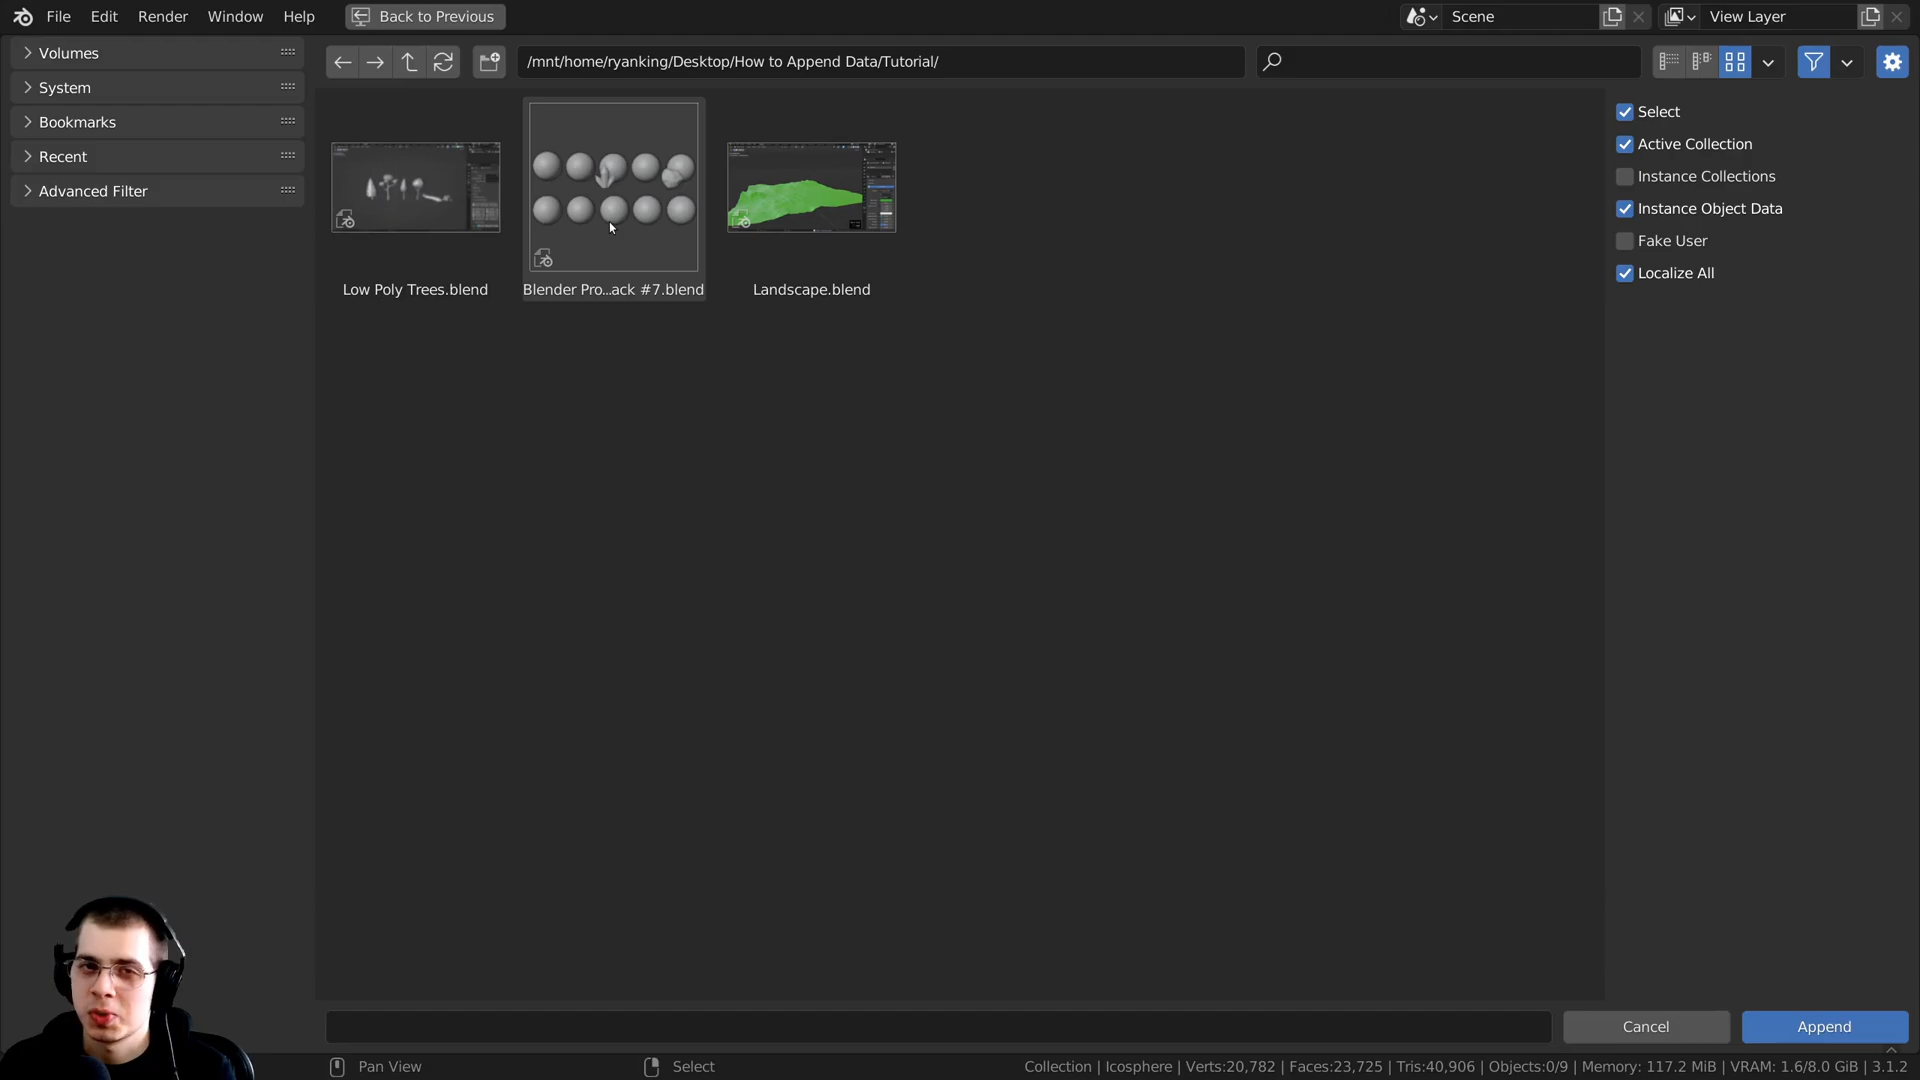 File Edit Render Window Help Back to Previous Scene View Layer
Volumes
System
Bookmarks
Recent
Advanced Filter
/mnt/home/ryanking/Desktop/How to Append Data/Tutorial/
Low Poly Trees.blend
Blender Pro...ack #7.blend
Landscape.blend
Select
Active Collection
Instance Collections
Instance Object Data
Fake User
Localize All
Cancel Append
Pan View Select Collection | Icosphere | Verts:20,782 | Faces:23,725 | Tris:40,906 | Objects:0/9 | Memory: 117.2 MiB | VRAM: 1.6/8.0 GiB | 3.1.2